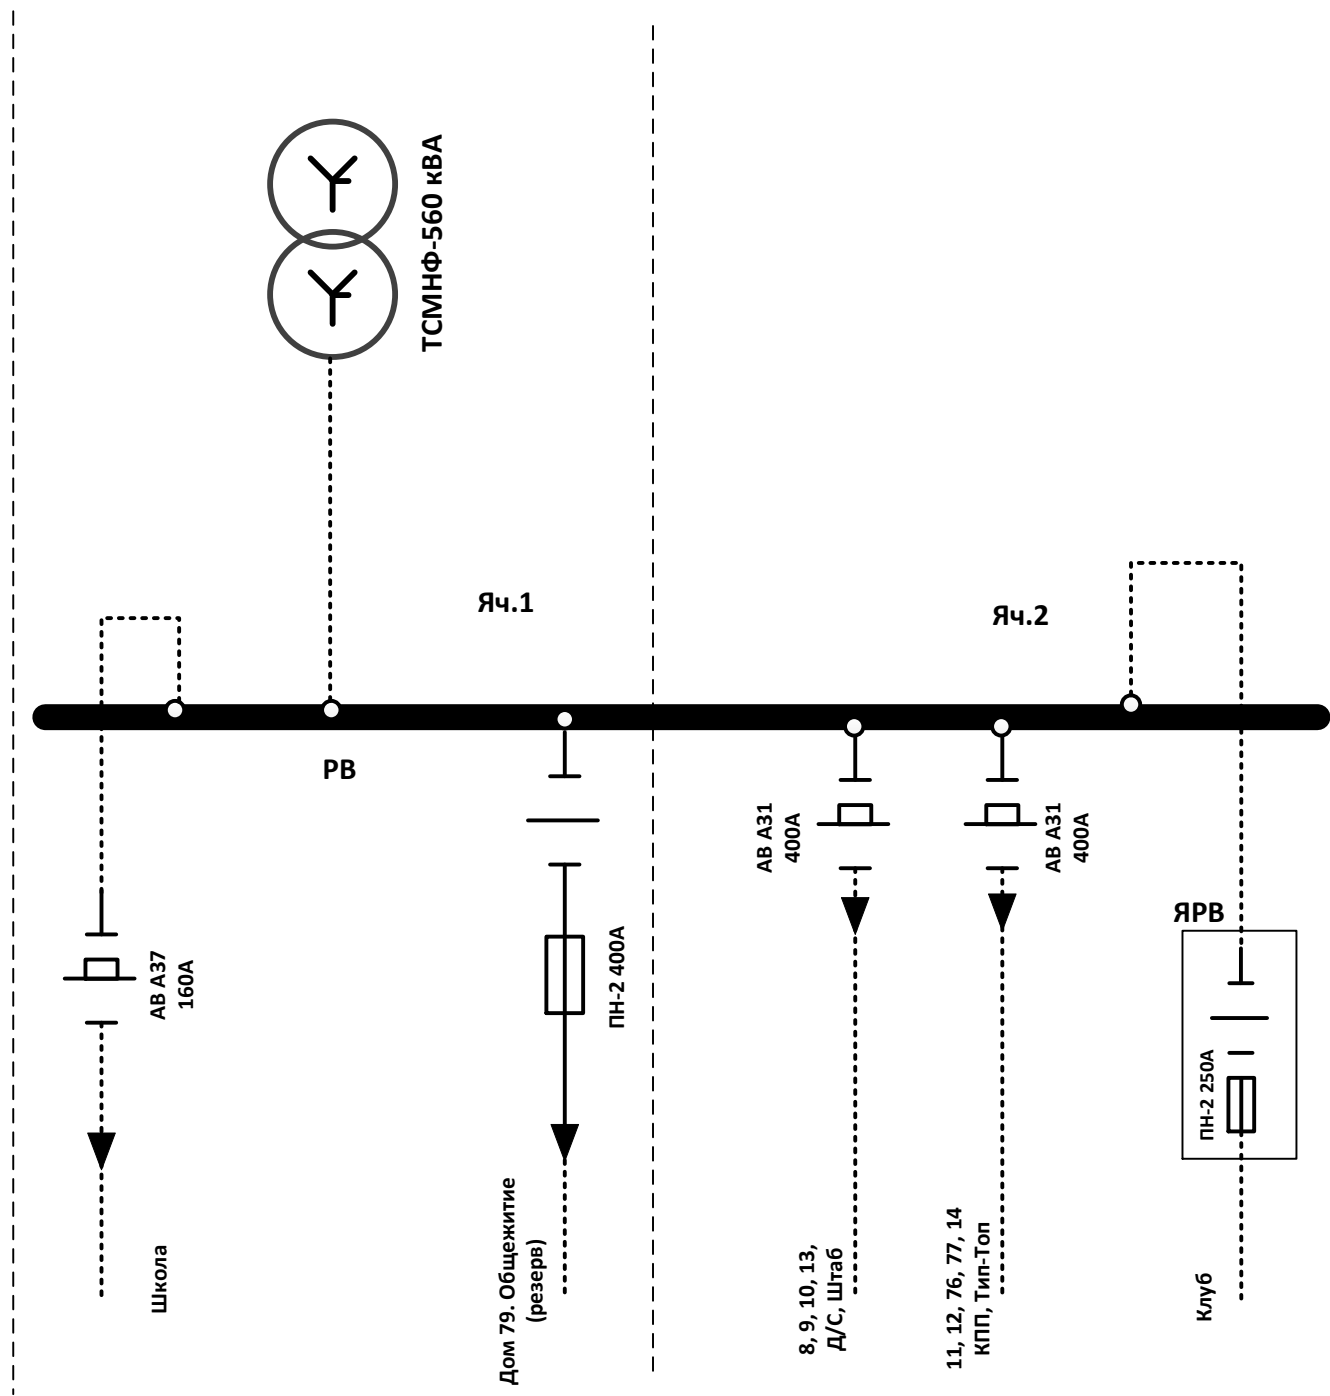 ТСМНФ-560 кВА
Яч.1
Яч.2
РВ
АВ А37
160А
ПН-2 400А
АВ А31
400А
АВ А31
400А
ЯРВ
ПН-2 250А
Школа
Дом 79. Общежитие
(резерв)
8, 9, 10, 13,
Д/С, Штаб
11, 12, 76, 77, 14
КПП, Тип-Топ
Клуб